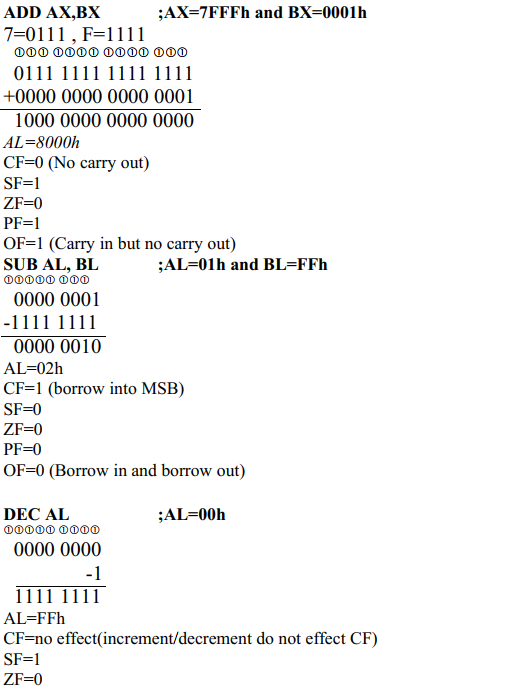 ADD AX,BX ;AX=7FFFh and BX=0001h
7=0111 , F=1111
①①① ①①①① ①①①① ①①①
0111 1111 1111 1111
+0000 0000 0000 0001
1000 0000 0000 0000
AL=8000h
CF=0 (No carry out)
SF=1
ZF=0
PF=1
OF=1 (Carry in but no carry out)
SUB AL, BL ;AL=01h and BL=FFh
①①①①① ①①①
0000 0001
-1111 1111
0000 0010
AL=02h
CF=1 (borrow into MSB)
SF=0
ZF=0
PF=0
OF=0 (Borrow in and borrow out)
DEC AL ;AL=00h
①①①①① ①①①①
0000 0000
-1
1111 1111
AL=FFh
CF=no effect(increment/decrement do not effect CF)
SF=1
ZF=0